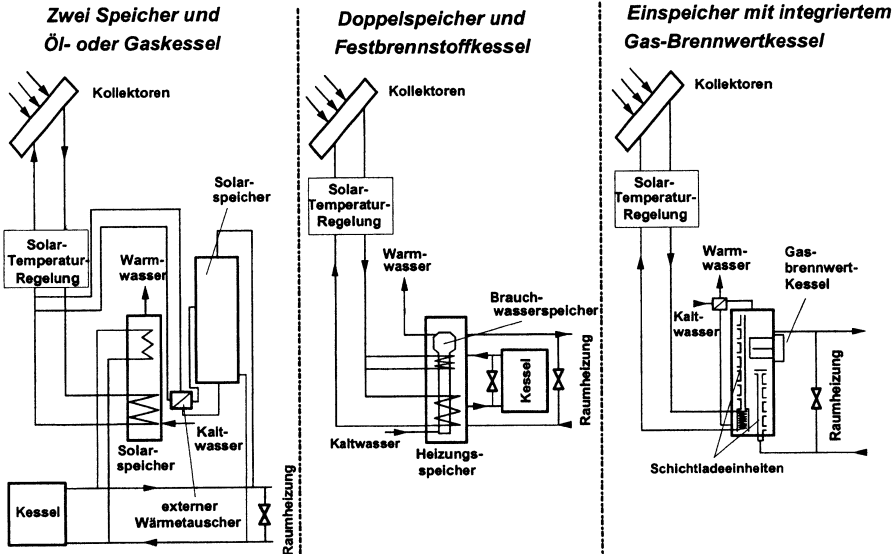 Zwei Speicher und
Öl- oder Gaskessel
Kollektoren
Solar-
speicher
Solar-
Temperatur-
Regelung
Warm-
wasser
Kalt-
wasser
Solar-
speicher
Kessel
externer
Wärmetauscher
Raumheizung
Doppelspeicher und
Festbrennstoffkessel
Kollektoren
Solar-
Temperatur-
Regelung
Warm-
wasser
Brauch-
wasserspeicher
Kessel
Raumheizung
Kaltwasser
Heizungs-
speicher
Einspeicher mit integriertem
Gas-Brennwertkessel
Kollektoren
Solar-
Temperatur-
Regelung
Warm-
wasser
Gas-
brennwert-
Kessel
Kalt-
wasser
Raumheizung
Schichtladeeinhelten